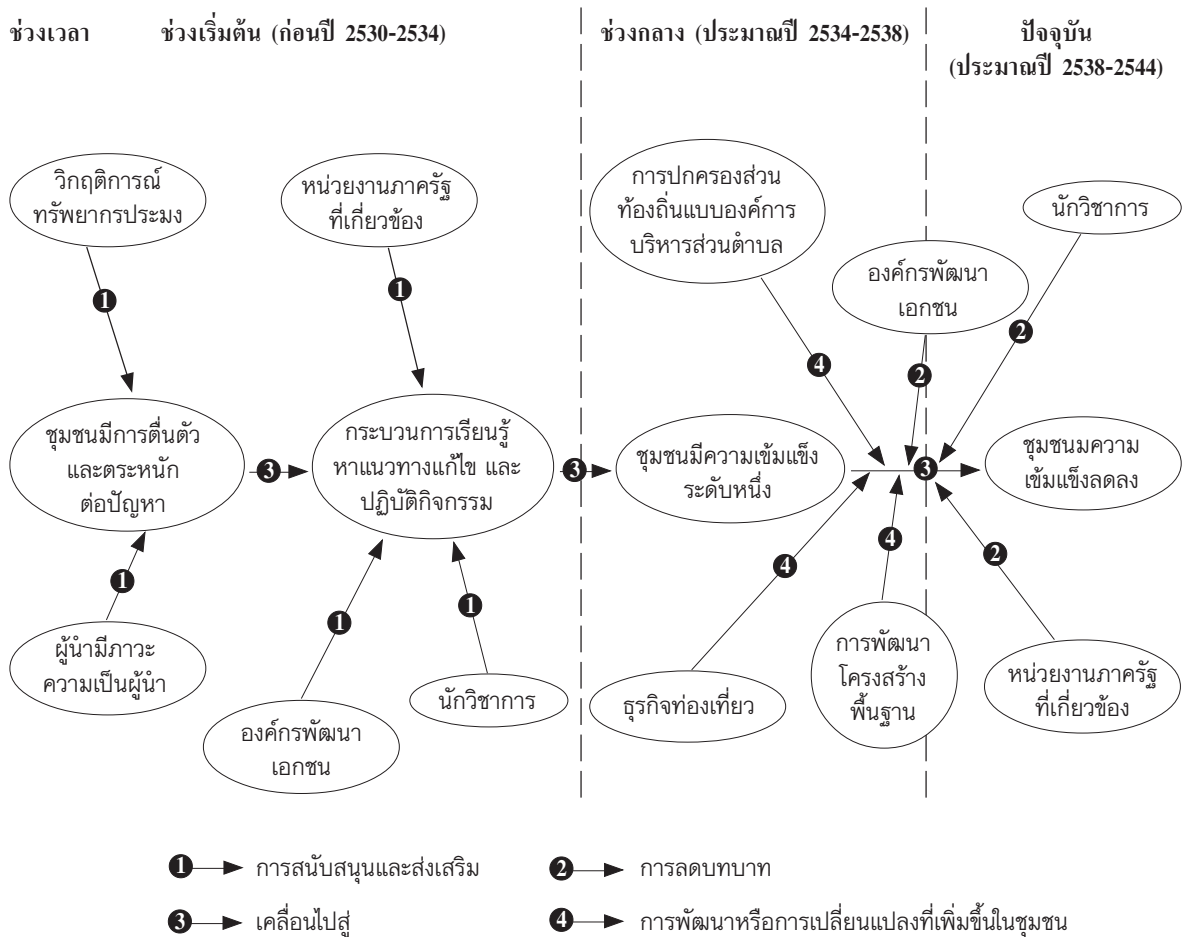 ช่วงเวลา
ช่วงเริ่มต้น (ก่อนปี 2530-2534)
ช่วงกลาง (ประมาณปี 2534-2538)
ปัจจุบัน
(ประมาณปี 2538-2544)
วิกฤติการณ์
ทรัพยากรประมง
หน่วยงานภาครัฐ
ที่เกี่ยวข้อง
การปกครองส่วน
ท้องถิ่นแบบองค์การ
บริหารส่วนตำบล
องค์กรพัฒนา
เอกชน
นักวิชาการ
1
1
4
2
2
ชุมชนมีการตื่นตัว
และตระหนัก
ต่อปัญหา
3
กระบวนการเรียนรู้
หาแนวทางแก้ไข และ
ปฏิบัติกิจกรรม
3
ชุมชนมีความเข้มแข็ง
ระดับหนึ่ง
3
ชุมชนมความ
เข้มแข็งลดลง
1
1
1
4
4
2
ผู้นำมีภาวะ
ความเป็นผู้นำ
องค์กรพัฒนา
เอกชน
นักวิชาการ
ธุรกิจท่องเที่ยว
การพัฒนา
โครงสร้าง
พื้นฐาน
หน่วยงานภาครัฐ
ที่เกี่ยวข้อง
1 การสนับสนุนและส่งเสริม
2 การลดบทบาท
3 เคลื่อนไปสู่
4 การพัฒนาหรือการเปลี่ยนแปลงที่เพิ่มขึ้นในชุมชน